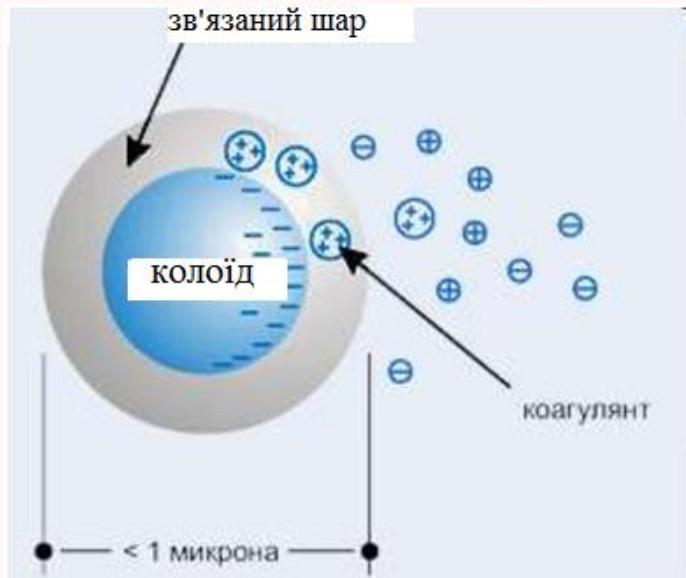 зв'язаний шар
колоїд
коагулянт
< 1 микрона